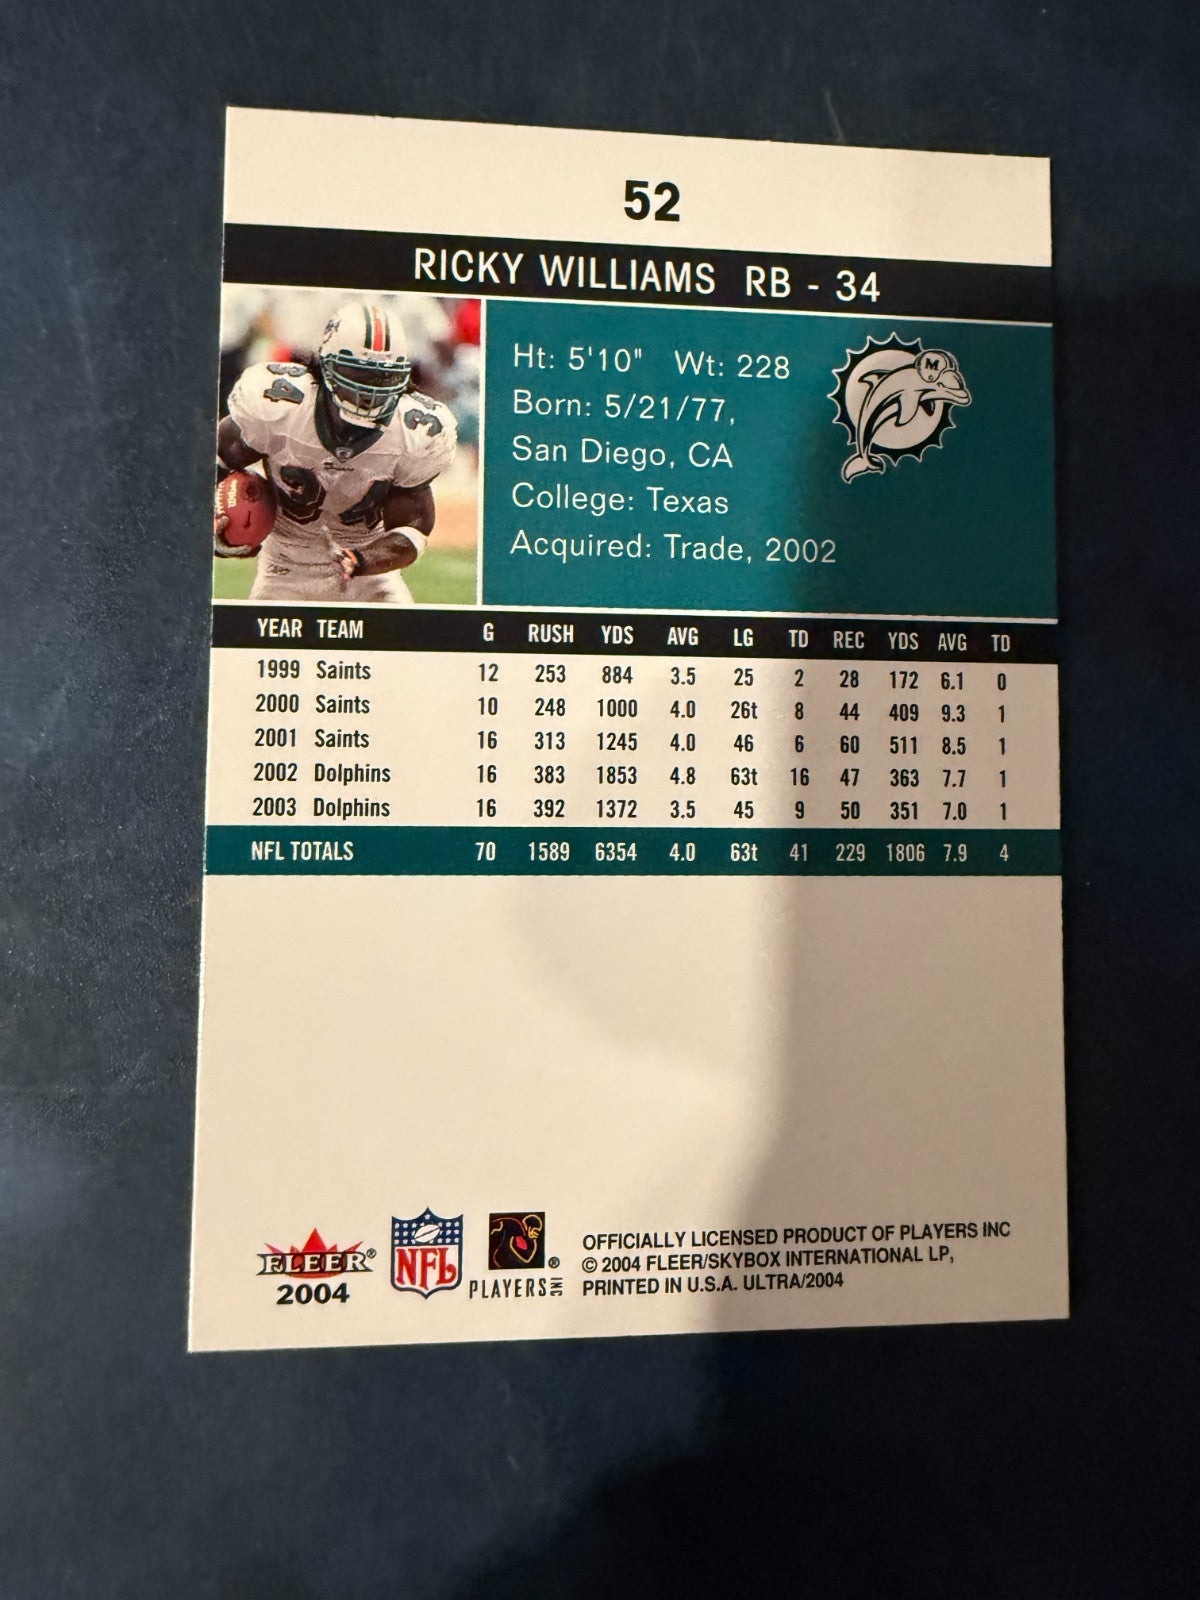 52
RICKY WILLIAMS RB - 34
Ht: 5'10" Wt: 228
Born: 5/21/77,
San Diego, CA
College: Texas
Acquired: Trade, 2002
M
34
34
34
Wilson
YEAR TEAM G RUSH YDS AVG LG TD REC YDS AVG TD
1999 Saints 12 253 884 3.5 25 2 28 172 6.1 0
2000 Saints 10 248 1000 4.0 26t 8 44 409 9.3 1
2001 Saints 16 313 1245 4.0 46 6 60 511 8.5 1
2002 Dolphins 16 383 1853 4.8 63t 16 47 363 7.7 1
2003 Dolphins 16 392 1372 3.5 45 9 50 351 7.0 1
NFL TOTALS 70 1589 6354 4.0 63t 41 229 1806 7.9 4
FLEER®
2004
NFL
®
PLAYERS INC
OFFICIALLY LICENSED PRODUCT OF PLAYERS INC
© 2004 FLEER/SKYBOX INTERNATIONAL LP,
PRINTED IN U.S.A. ULTRA/2004